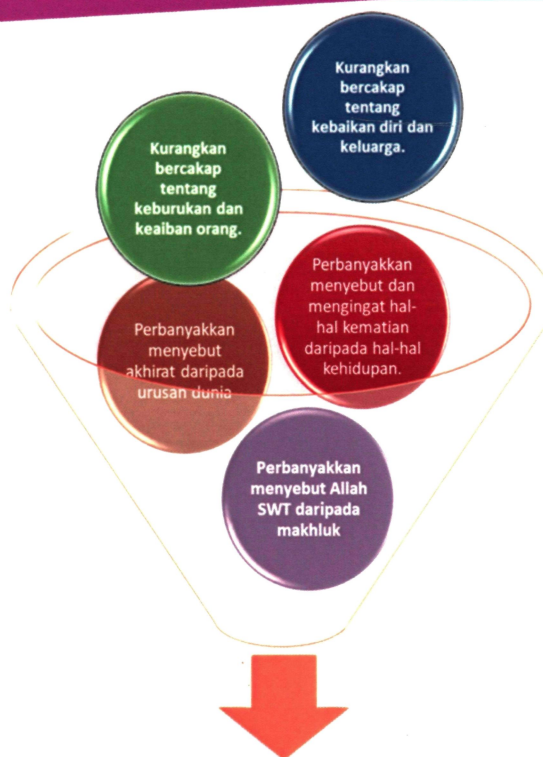 Kurangkan
bercakap
tentang
kebaikan diri dan
keluarga.
Kurangkan
bercakap
tentang
keburukan dan
keaiban orang.
Perbanyakkan
menyebut dan
mengingat hal-
hal kematian
daripada hal-hal
kehidupan.
Perbanyakkan
menyebut
akhirat daripada
urusan dunia
Perbanyakkan
menyebut Allah
SWT daripada
makhluk